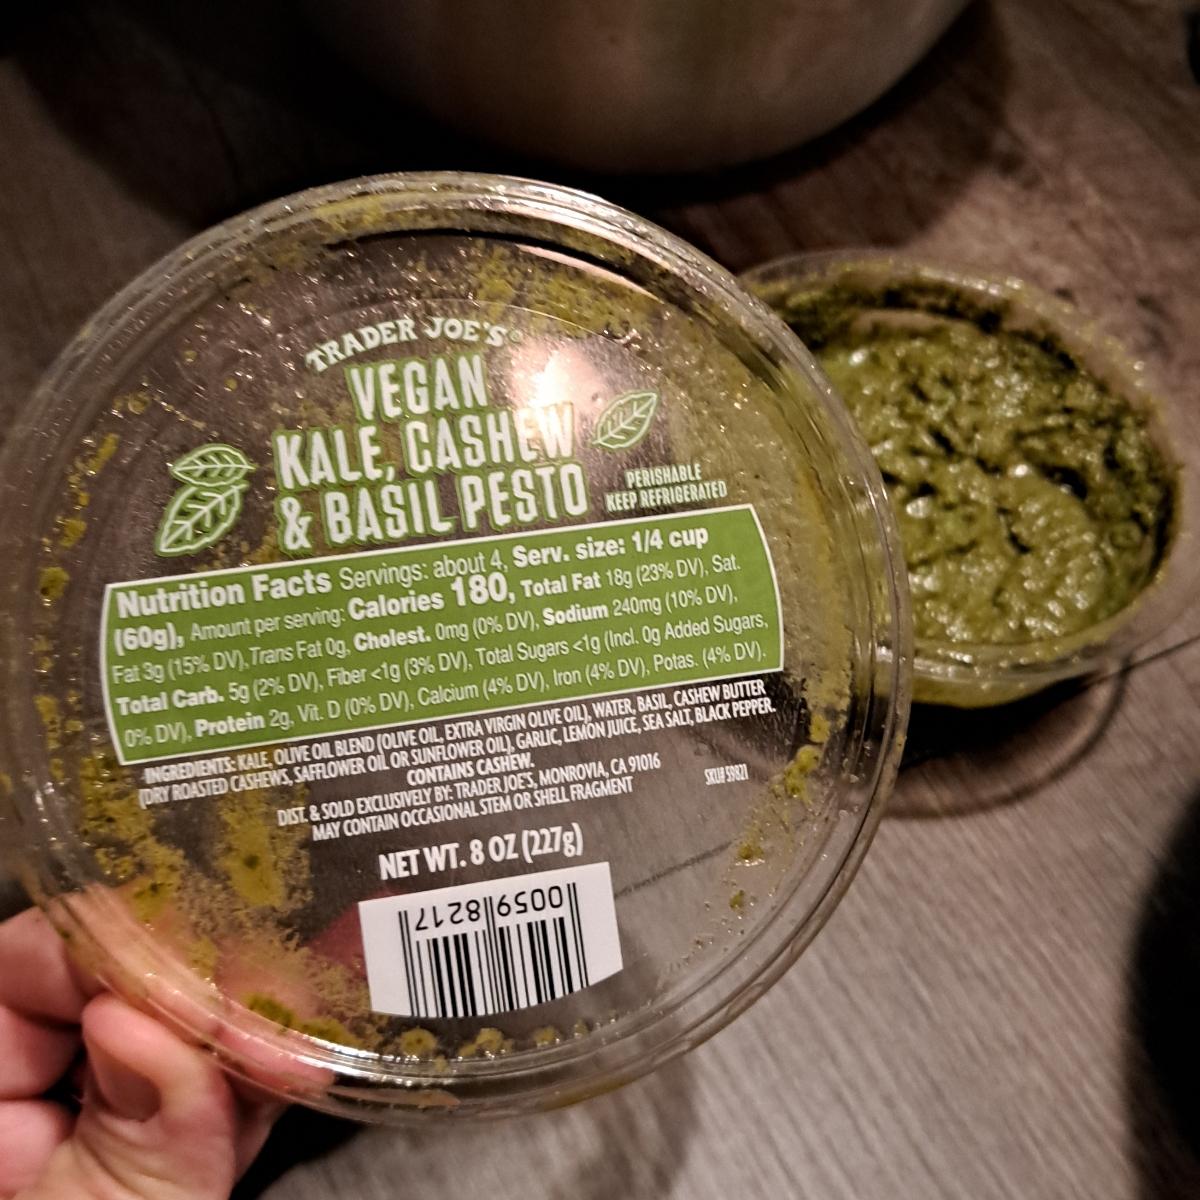 TRADER JOE'S
VEGAN
KALE, CASHEW
& BASIL PESTO
PERISHABLE
KEEP REFRIGERATED
Nutrition Facts Servings: about 4, Serv. size: 1/4 cup
(60g), Amount per serving: Calories 180, Total Fat 18g (23% DV), Sat.
Fat 3g (15% DV), Trans Fat 0g, Cholest. 0mg (0% DV), Sodium 240mg (10% DV),
Total Carb. 5g (2% DV), Fiber <1g (3% DV), Total Sugars <1g (Incl. 0g Added Sugars,
0% DV), Protein 2g, Vit. D (0% DV), Calcium (4% DV), Iron (4% DV), Potas. (4% DV).
INGREDIENTS: KALE, OLIVE OIL BLEND (OLIVE OIL, EXTRA VIRGIN OLIVE OIL), WATER, BASIL, CASHEW BUTTER
(DRY ROASTED CASHEWS, SAFFLOWER OIL OR SUNFLOWER OIL), GARLIC, LEMON JUICE, SEA SALT, BLACK PEPPER.
CONTAINS CASHEW.
DIST. & SOLD EXCLUSIVELY BY: TRADER JOE'S, MONROVIA, CA 91016
MAY CONTAIN OCCASIONAL STEM OR SHELL FRAGMENT
SKU# 59821
NET WT. 8 OZ (227g)
0059 8217